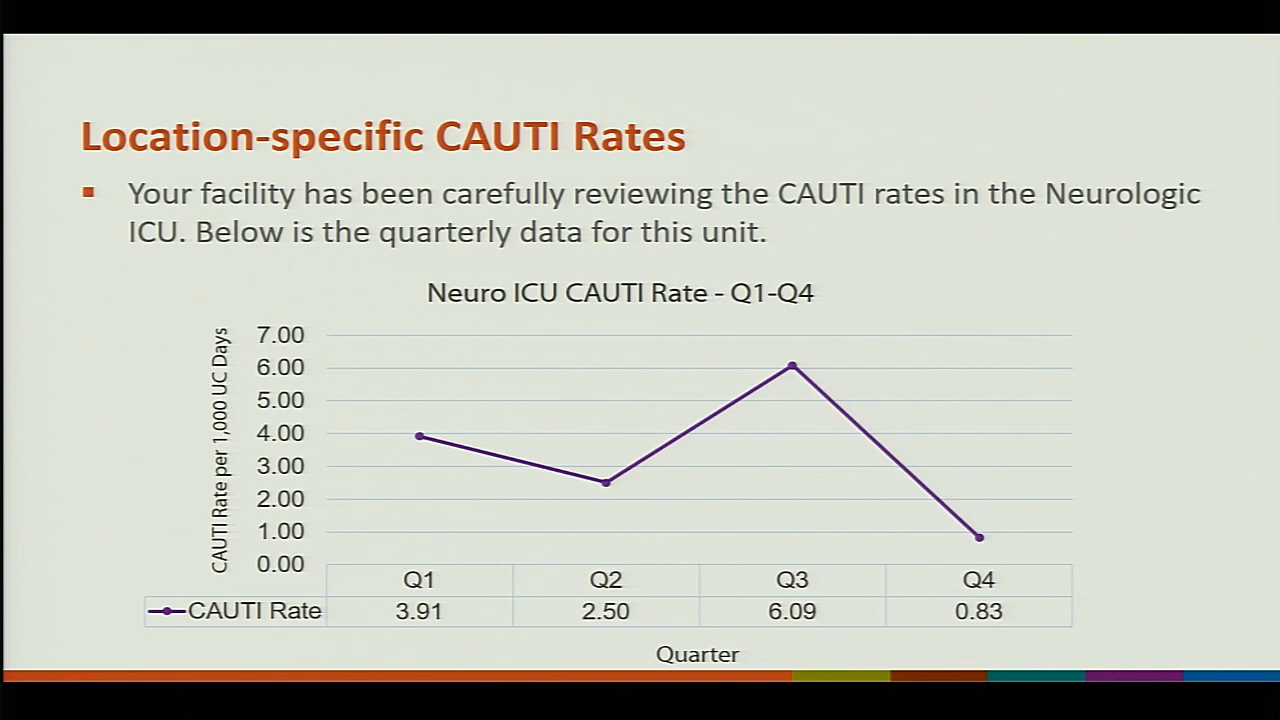 Location-specific CAUTI Rates
Your facility has been carefully reviewing the CAUTI rates in the Neurologic
ICU. Below is the quarterly data for this unit.
Neuro ICU CAUTI Rate - Q1-Q4
CAUTI Rate per 1,000 UC Days
7.00
6.00
5.00
4.00
3.00
2.00
1.00
0.00
Q1 Q2 Q3 Q4
CAUTI Rate 3.91 2.50 6.09 0.83
Quarter